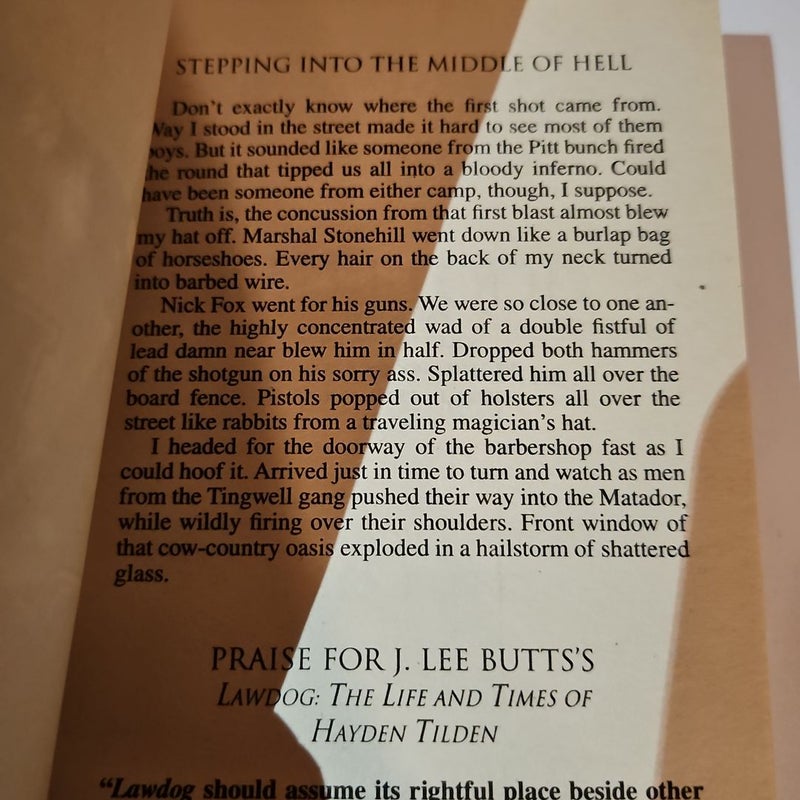 STEPPING INTO THE MIDDLE OF HELL
Don't exactly know where the first shot came from.
Way I stood in the street made it hard to see most of them
boys. But it sounded like someone from the Pitt bunch fired
the round that tipped us all into a bloody inferno. Could
have been someone from either camp, though, I suppose.
Truth is, the concussion from that first blast almost blew
my hat off. Marshal Stonehill went down like a burlap bag
of horseshoes. Every hair on the back of my neck turned
into barbed wire.
Nick Fox went for his guns. We were so close to one an-
other, the highly concentrated wad of a double fistful of
lead damn near blew him in half. Dropped both hammers
of the shotgun on his sorry ass. Splattered him all over the
board fence. Pistols popped out of holsters all over the
street like rabbits from a traveling magician's hat.
I headed for the doorway of the barbershop fast as I
could hoof it. Arrived just in time to turn and watch as men
from the Tingwell gang pushed their way into the Matador,
while wildly firing over their shoulders. Front window of
that cow-country oasis exploded in a hailstorm of shattered
glass.
PRAISE FOR J. LEE BUTTS'S
LAWDOG: THE LIFE AND TIMES OF
HAYDEN TILDEN
"Lawdog should assume its rightful place beside other